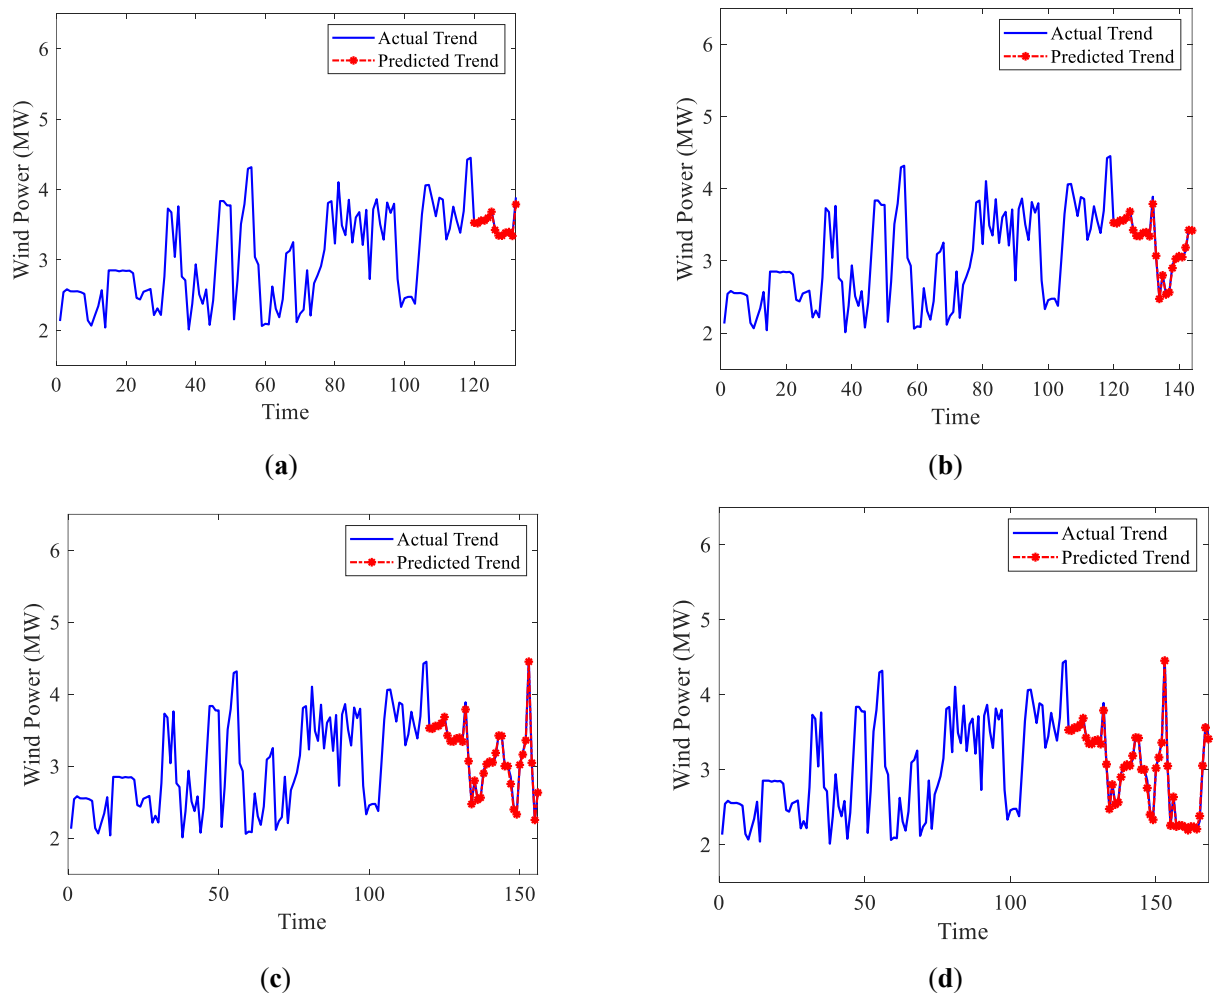 Actual Trend
Predicted Trend
Wind Power (MW)
6
5
4
3
2
0 20 40 60 80 100 120
Time
(a)
Actual Trend
Predicted Trend
Wind Power (MW)
6
5
4
3
2
0 20 40 60 80 100 120 140
Time
(b)
Actual Trend
Predicted Trend
Wind Power (MW)
6
5
4
3
2
0 50 100 150
Time
(c)
Actual Trend
Predicted Trend
Wind Power (MW)
6
5
4
3
2
0 50 100 150
Time
(d)